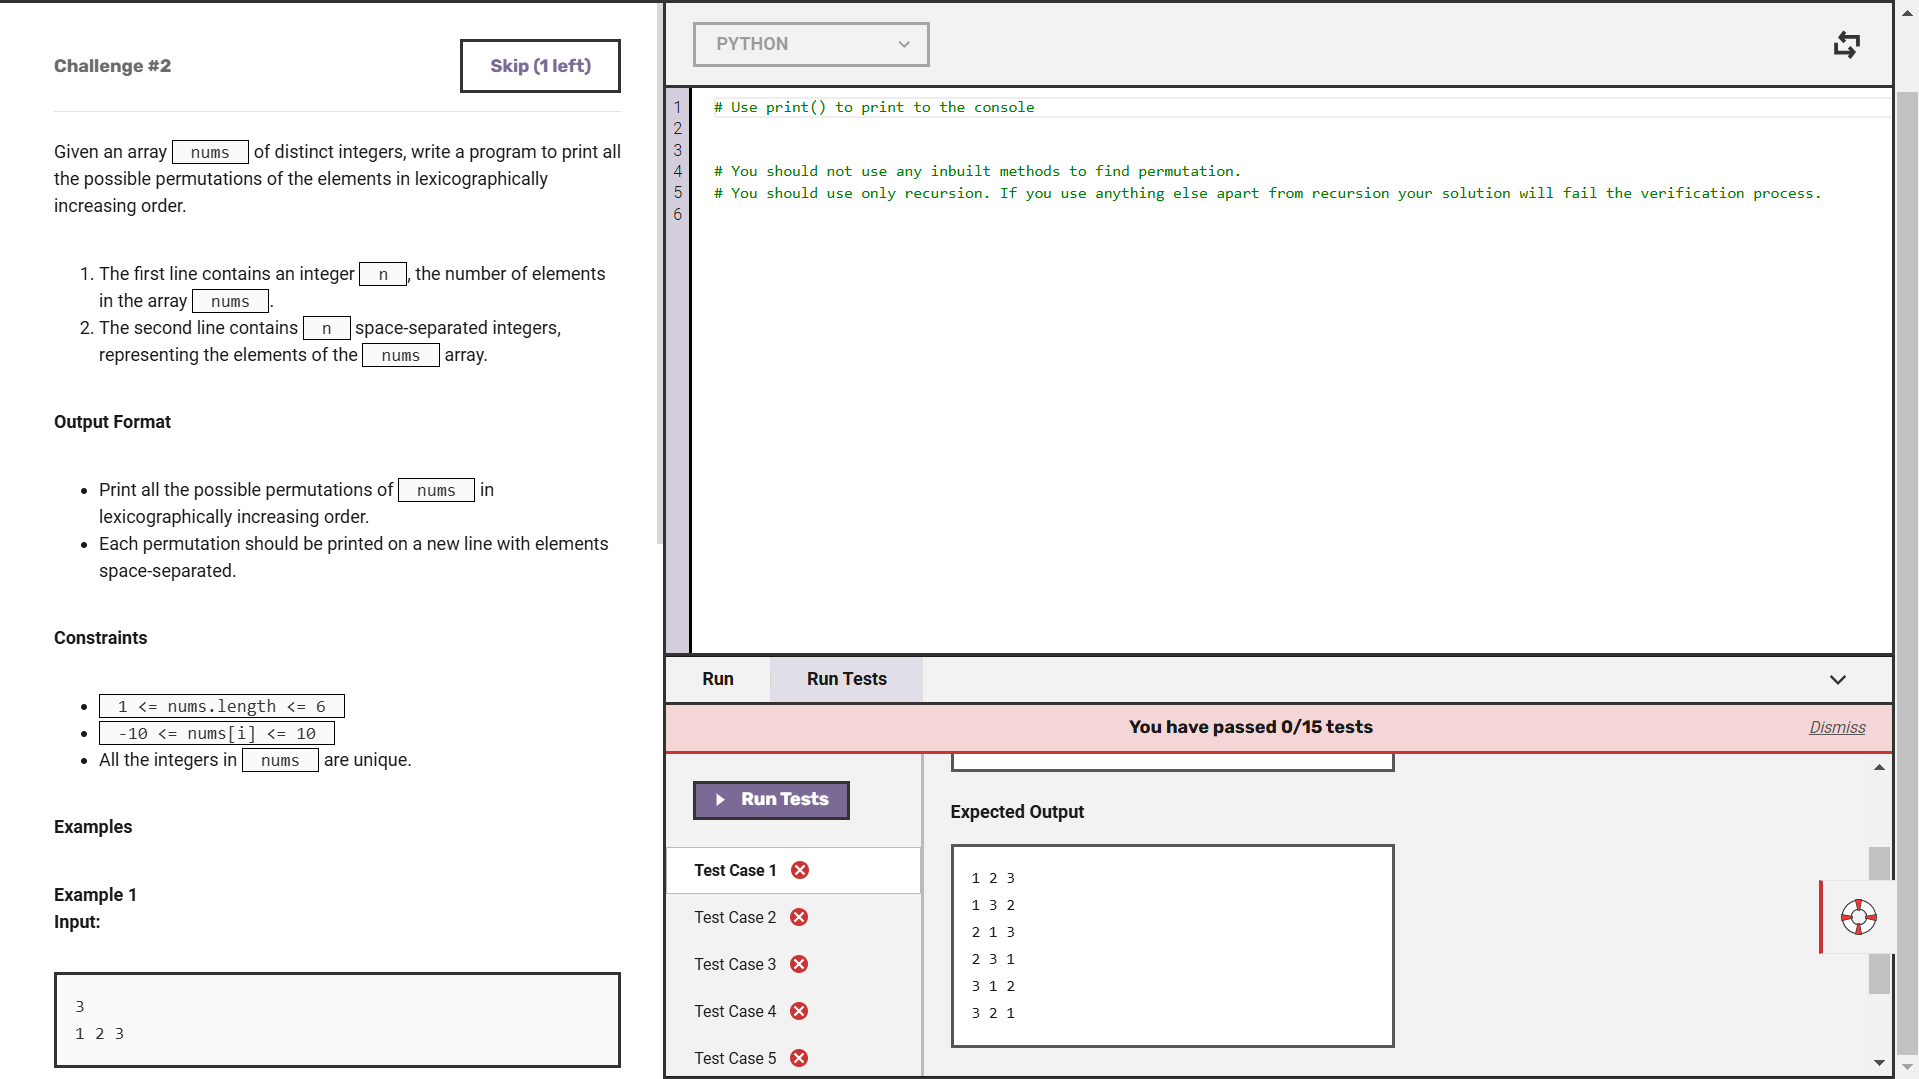 Challenge #2
Skip (1 left)
Given an array nums of distinct integers, write a program to print all
the possible permutations of the elements in lexicographically
increasing order.
1. The first line contains an integer n, the number of elements
in the array nums.
2. The second line contains n space-separated integers,
representing the elements of the nums array.
Output Format
• Print all the possible permutations of nums in
lexicographically increasing order.
• Each permutation should be printed on a new line with elements
space-separated.
Constraints
• 1 <= nums.length <= 6
• -10 <= nums[i] <= 10
• All the integers in nums are unique.
Examples
Example 1
Input:
3
1 2 3
PYTHON
1 # Use print() to print to the console
2
3
4 # You should not use any inbuilt methods to find permutation.
5 # You should use only recursion. If you use anything else apart from recursion your solution will fail the verification process.
6
Run
Run Tests
You have passed 0/15 tests
Dismiss
Run Tests
Test Case 1
Test Case 2
Test Case 3
Test Case 4
Test Case 5
Expected Output
1 2 3
1 3 2
2 1 3
2 3 1
3 1 2
3 2 1